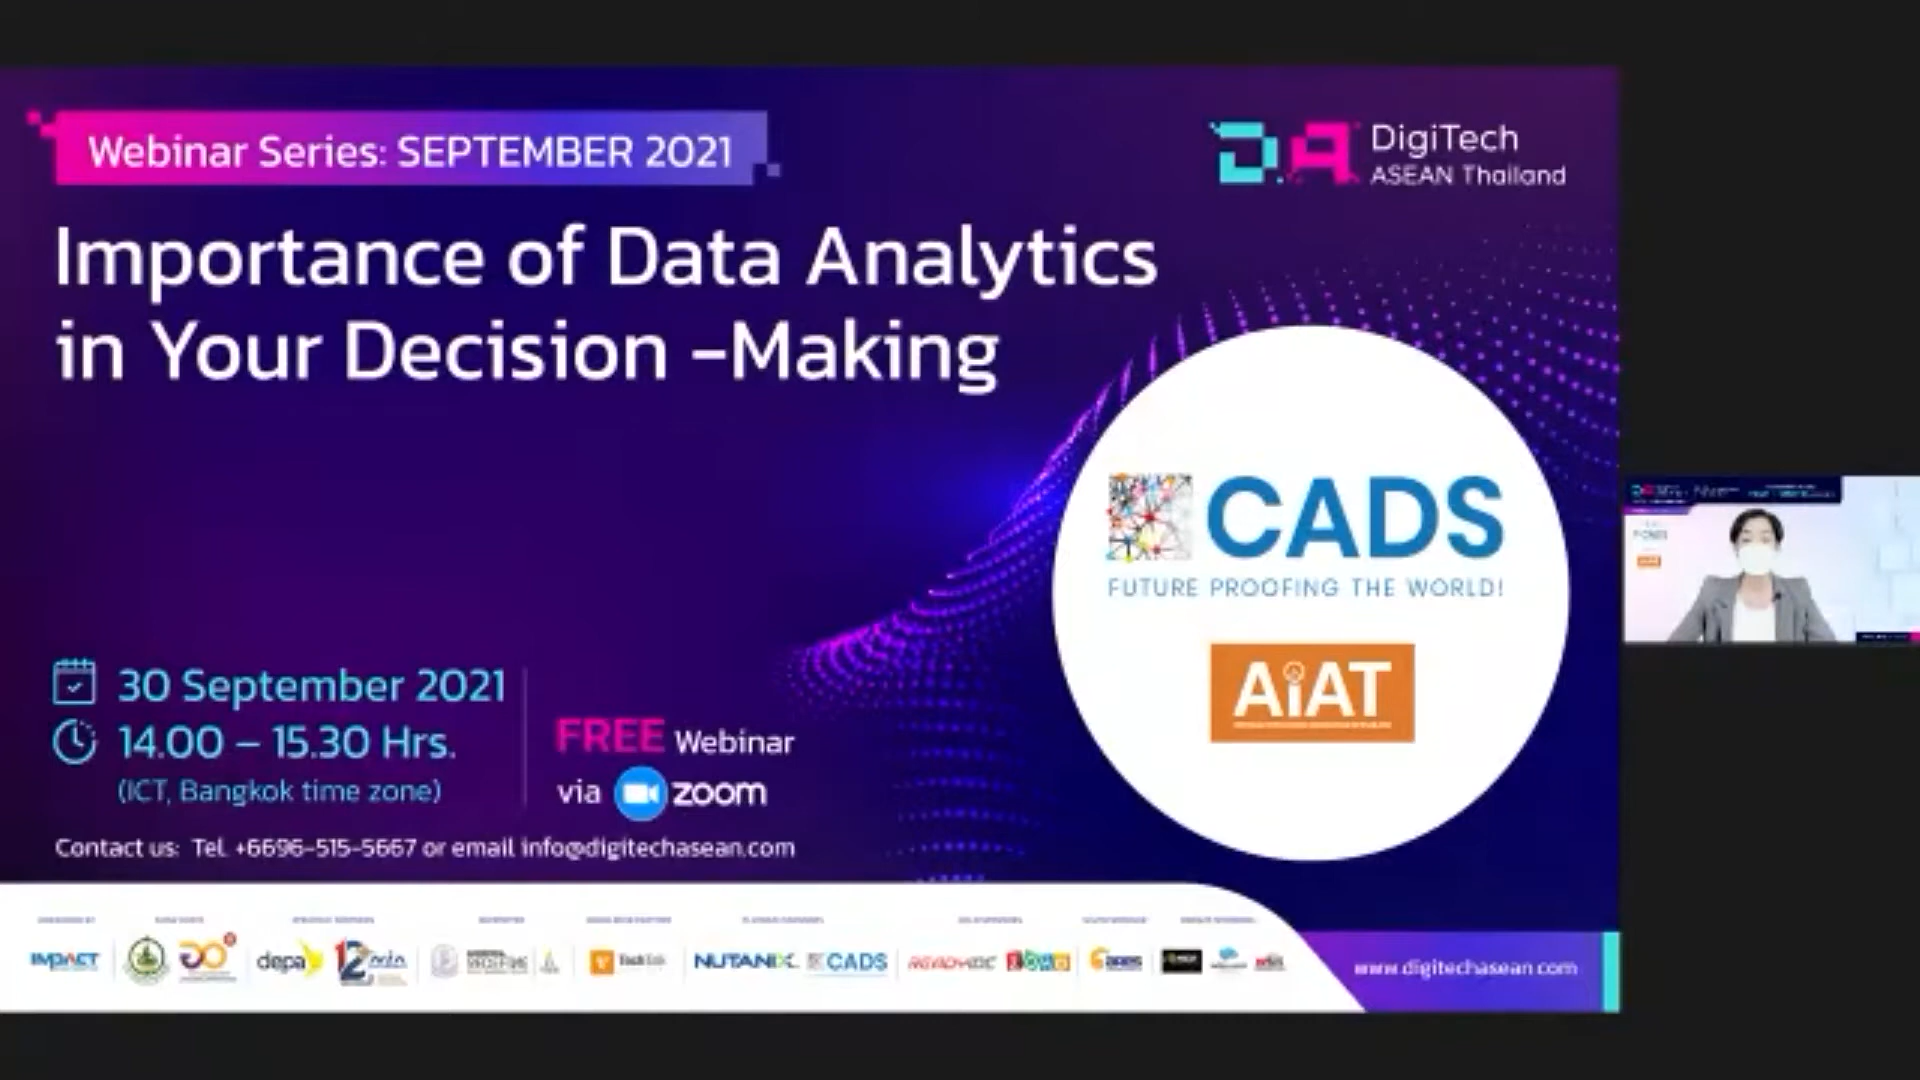 Webinar Series: SEPTEMBER 2021
DigiTech
ASEAN Thailand
Importance of Data Analytics
in Your Decision -Making
CADS
FUTURE PROOFING THE WORLD!
AiAT
30 September 2021
14.00 – 15.30 Hrs.
(ICT, Bangkok time zone)
FREE Webinar
via zoom
Contact us: Tel. +6696-515-5667 or email info@digitechasean.com
IMPACT
depa
12
NUTANIX
CADS
www.digitechasean.com